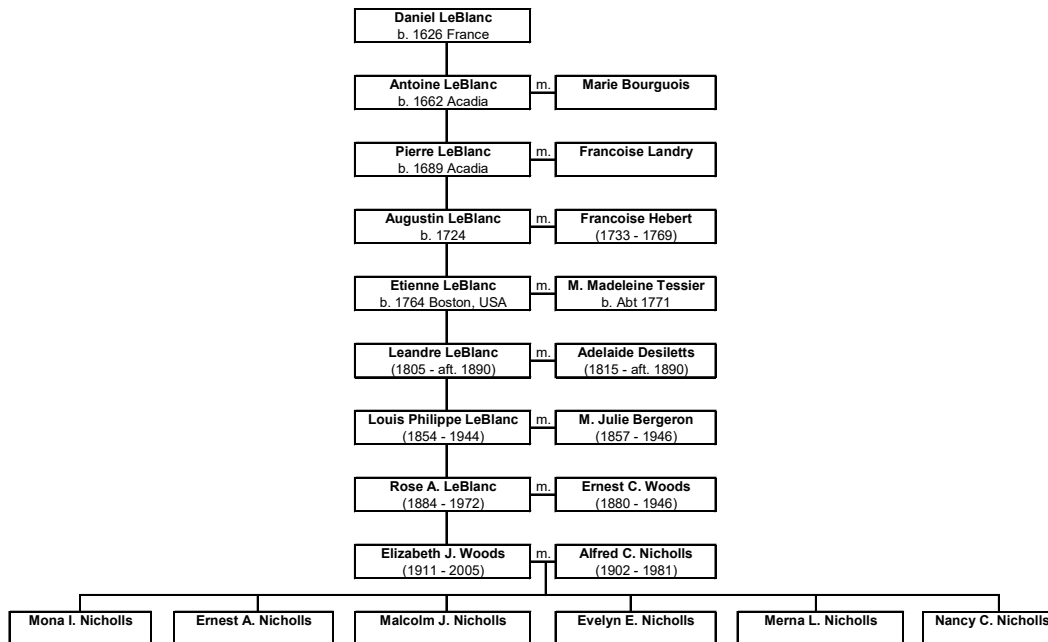 Daniel LeBlanc
b. 1626 France
Antoine LeBlanc
b. 1662 Acadia
m.
Marie Bourguois
Pierre LeBlanc
b. 1689 Acadia
m.
Francoise Landry
Augustin LeBlanc
b. 1724
m.
Francoise Hebert
(1733 - 1769)
Etienne LeBlanc
b. 1764 Boston, USA
m.
M. Madeleine Tessier
b. Abt 1771
Leandre LeBlanc
(1805 - aft. 1890)
m.
Adelaide Desiletts
(1815 - aft. 1890)
Louis Philippe LeBlanc
(1854 - 1944)
m.
M. Julie Bergeron
(1857 - 1946)
Rose A. LeBlanc
(1884 - 1972)
m.
Ernest C. Woods
(1880 - 1946)
Elizabeth J. Woods
(1911 - 2005)
m.
Alfred C. Nicholls
(1902 - 1981)
Mona I. Nicholls
Ernest A. Nicholls
Malcolm J. Nicholls
Evelyn E. Nicholls
Merna L. Nicholls
Nancy C. Nicholls